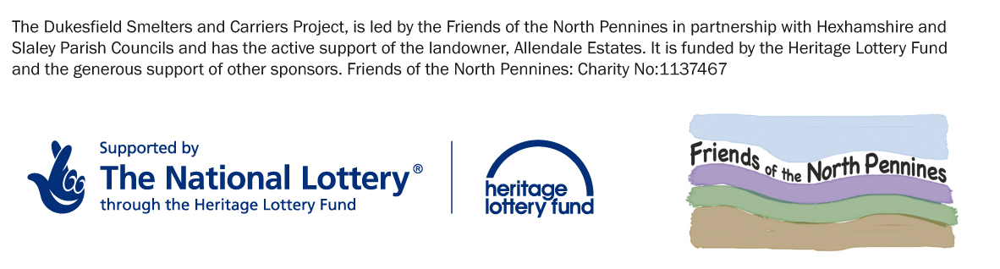 The Dukesfield Smelters and Carriers Project, is led by the Friends of the North Pennines in partnership with Hexhamshire and
Slaley Parish Councils and has the active support of the landowner, Allendale Estates. It is funded by the Heritage Lottery Fund
and the generous support of other sponsors. Friends of the North Pennines: Charity No:1137467
Supported by
The National Lottery®
through the Heritage Lottery Fund
heritage
lottery fund
Friends of the North Pennines